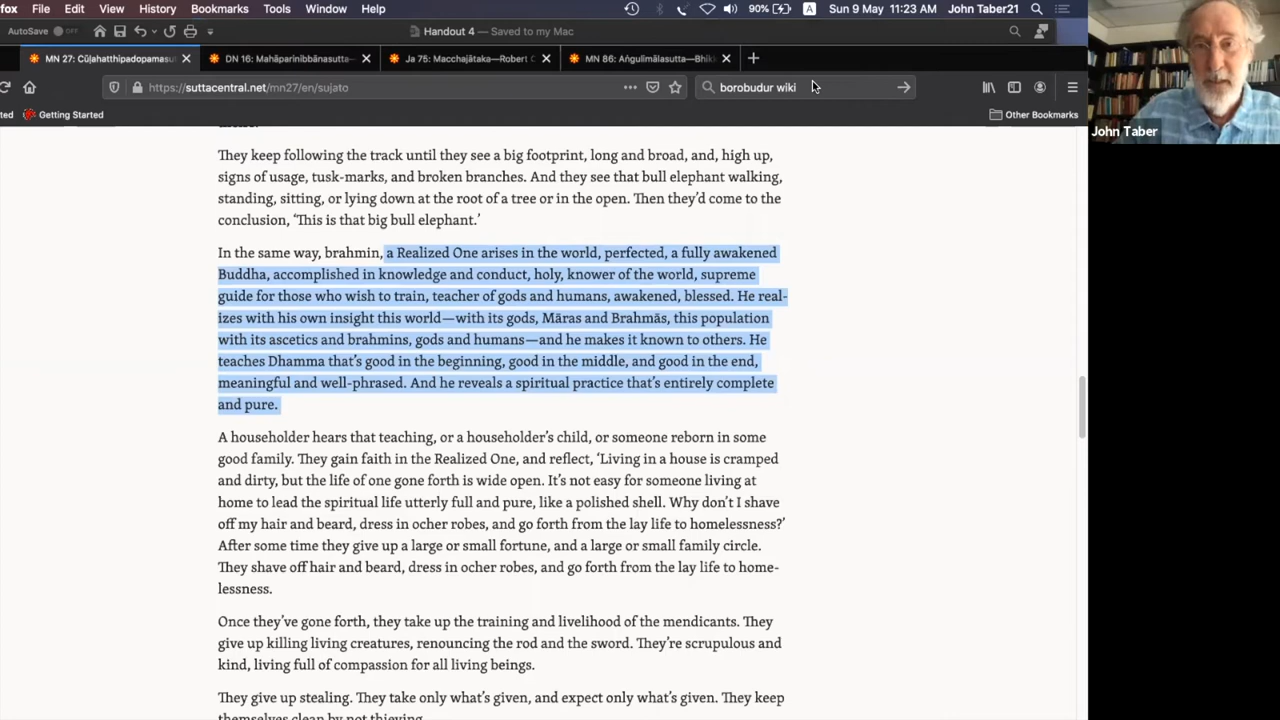 fox File Edit View History Bookmarks Tools Window Help 90% A Sun 9 May 11:23 AM John Taber21
AutoSave OFF Handout 4 — Saved to my Mac
MN 27: Cūḷahatthipadopamasut DN 16: Mahāparinibbānasutta— Ja 75: Macchajātaka—Robert C MN 86: Aṅgulimālasutta—Bhik
https://suttacentral.net/mn27/en/sujato borobudur wiki
ted Getting Started Other Bookmarks
They keep following the track until they see a big footprint, long and broad, and, high up,
signs of usage, tusk-marks, and broken branches. And they see that bull elephant walking,
standing, sitting, or lying down at the root of a tree or in the open. Then they’d come to the
conclusion, ‘This is that big bull elephant.’
In the same way, brahmin, a Realized One arises in the world, perfected, a fully awakened
Buddha, accomplished in knowledge and conduct, holy, knower of the world, supreme
guide for those who wish to train, teacher of gods and humans, awakened, blessed. He real-
izes with his own insight this world—with its gods, Māras and Brahmās, this population
with its ascetics and brahmins, gods and humans—and he makes it known to others. He
teaches Dhamma that’s good in the beginning, good in the middle, and good in the end,
meaningful and well-phrased. And he reveals a spiritual practice that’s entirely complete
and pure.
A householder hears that teaching, or a householder’s child, or someone reborn in some
good family. They gain faith in the Realized One, and reflect, ‘Living in a house is cramped
and dirty, but the life of one gone forth is wide open. It’s not easy for someone living at
home to lead the spiritual life utterly full and pure, like a polished shell. Why don’t I shave
off my hair and beard, dress in ocher robes, and go forth from the lay life to homelessness?’
After some time they give up a large or small fortune, and a large or small family circle.
They shave off hair and beard, dress in ocher robes, and go forth from the lay life to home-
lessness.
Once they’ve gone forth, they take up the training and livelihood of the mendicants. They
give up killing living creatures, renouncing the rod and the sword. They’re scrupulous and
kind, living full of compassion for all living beings.
They give up stealing. They take only what’s given, and expect only what’s given. They keep
themselves clean by not thieving.
John Taber